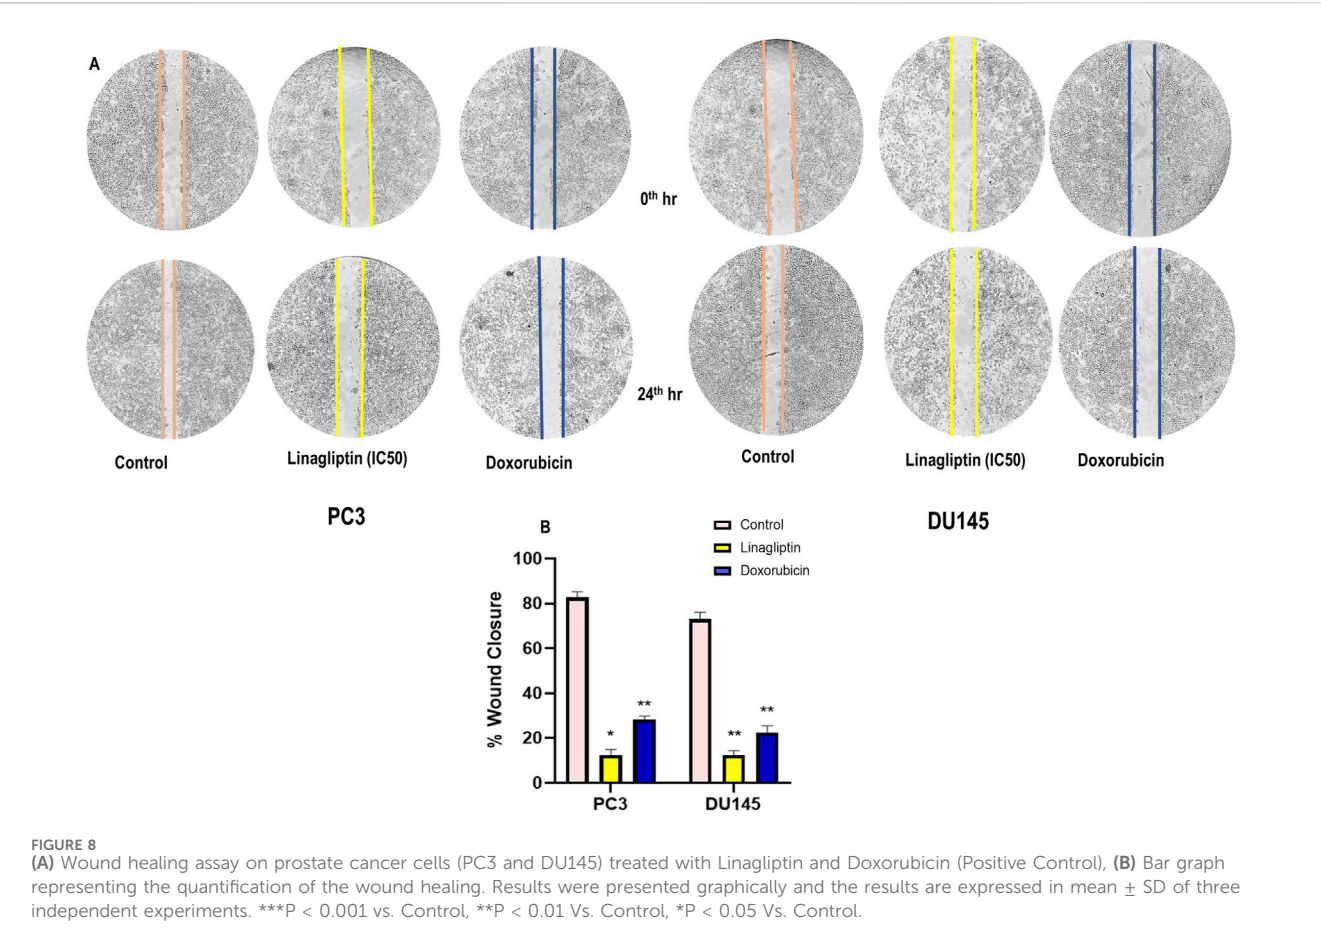 A
0th hr
24th hr
Control
Linagliptin (IC50)
Doxorubicin
Control
Linagliptin (IC50)
Doxorubicin
PC3
DU145
B
Control
Linagliptin
Doxorubicin
% Wound Closure
100
80
60
40
20
0
*
**
**
**
PC3
DU145
FIGURE 8
(A) Wound healing assay on prostate cancer cells (PC3 and DU145) treated with Linagliptin and Doxorubicin (Positive Control), (B) Bar graph
representing the quantification of the wound healing. Results were presented graphically and the results are expressed in mean ± SD of three
independent experiments. ***P < 0.001 vs. Control, **P < 0.01 Vs. Control, *P < 0.05 Vs. Control.